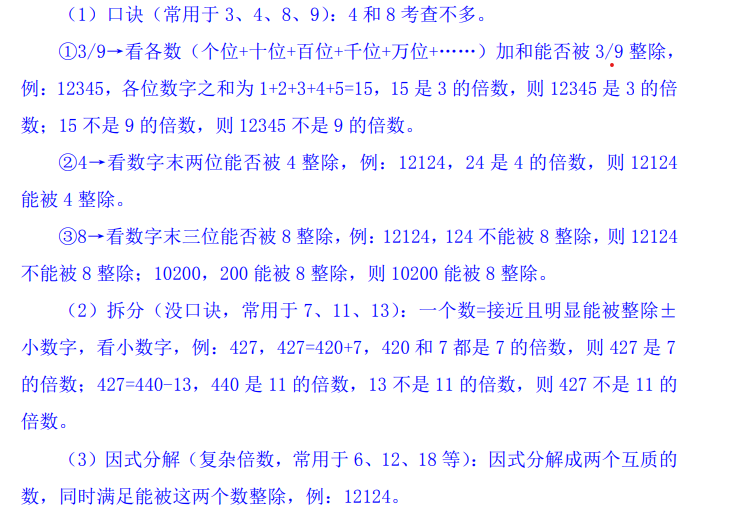 （1）口诀（常用于 3、4、8、9）：4 和 8 考查不多。
①3/9→看各数（个位+十位+百位+千位+万位+……）加和能否被 3/9 整除，
例：12345，各位数字之和为 1+2+3+4+5=15，15 是 3 的倍数，则 12345 是 3 的倍
数；15 不是 9 的倍数，则 12345 不是 9 的倍数。
②4→看数字末两位能否被 4 整除，例：12124，24 是 4 的倍数，则 12124
能被 4 整除。
③8→看数字末三位能否被 8 整除，例：12124，124 不能被 8 整除，则 12124
不能被 8 整除；10200，200 能被 8 整除，则 10200 能被 8 整除。
（2）拆分（没口诀，常用于 7、11、13）：一个数=接近且明显能被整除±
小数字，看小数字，例：427，427=420+7，420 和 7 都是 7 的倍数，则 427 是 7
的倍数；427=440-13，440 是 11 的倍数，13 不是 11 的倍数，则 427 不是 11 的
倍数。
（3）因式分解（复杂倍数，常用于 6、12、18 等）：因式分解成两个互质的
数，同时满足能被这两个数整除，例：12124。